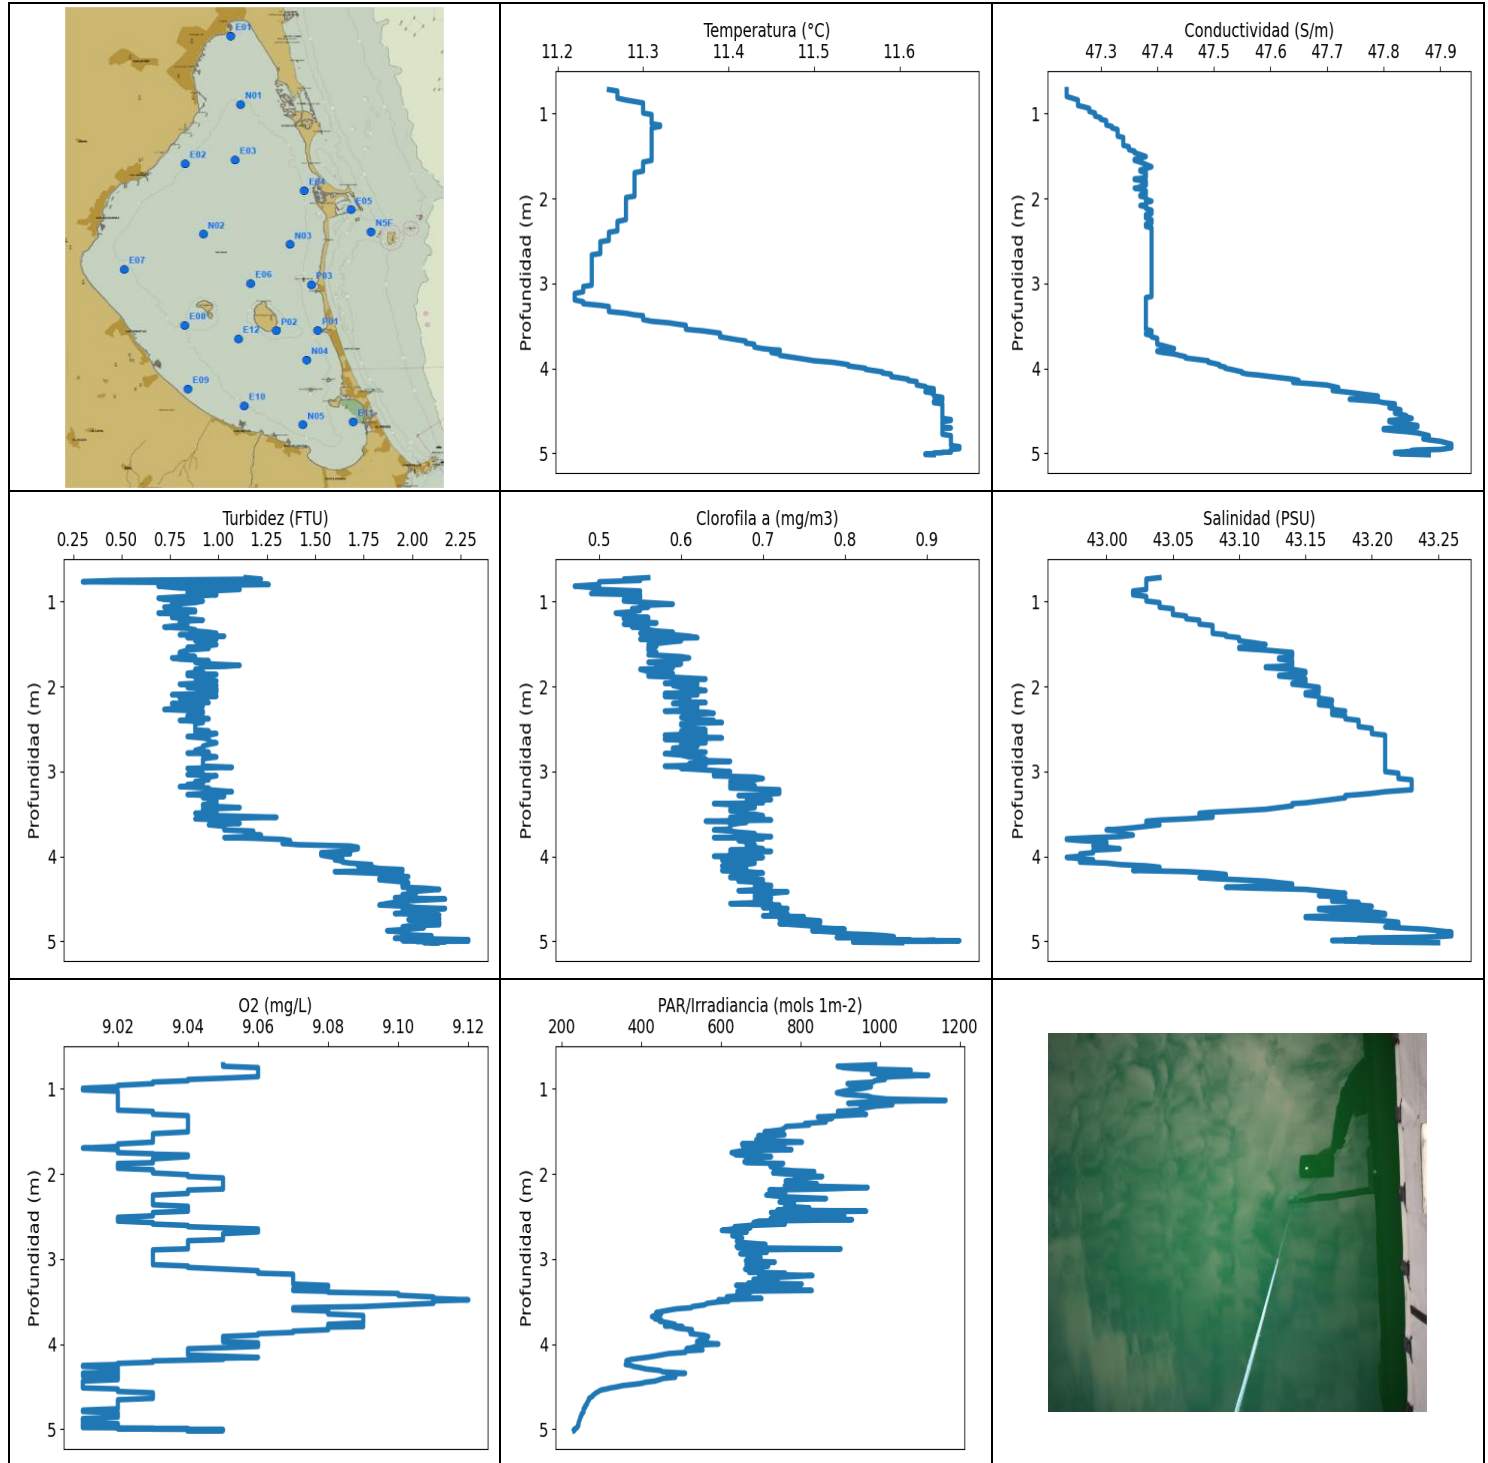 E01
N01
E02
E03
E04
E05
N5F
N02
N03
E07
E06
P03
E08
E12
P02
P01
N04
E09
E10
N05
E11
Temperatura (°C)
11.2 11.3 11.4 11.5 11.6
Profundidad (m)
1
2
3
4
5
Conductividad (S/m)
47.3 47.4 47.5 47.6 47.7 47.8 47.9
Profundidad (m)
1
2
3
4
5
Turbidez (FTU)
0.25 0.50 0.75 1.00 1.25 1.50 1.75 2.00 2.25
Profundidad (m)
1
2
3
4
5
Clorofila a (mg/m3)
0.5 0.6 0.7 0.8 0.9
Profundidad (m)
1
2
3
4
5
Salinidad (PSU)
43.00 43.05 43.10 43.15 43.20 43.25
Profundidad (m)
1
2
3
4
5
O2 (mg/L)
9.02 9.04 9.06 9.08 9.10 9.12
Profundidad (m)
1
2
3
4
5
PAR/Irradiancia (mols 1m-2)
200 400 600 800 1000 1200
Profundidad (m)
1
2
3
4
5